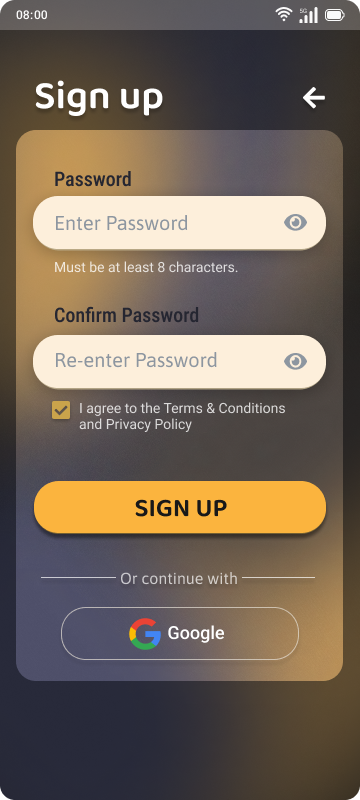 08:00
5G
Sign up
Password
Enter Password
Must be at least 8 characters.
Confirm Password
Re-enter Password
I agree to the Terms & Conditions
and Privacy Policy
SIGN UP
Or continue with
Google